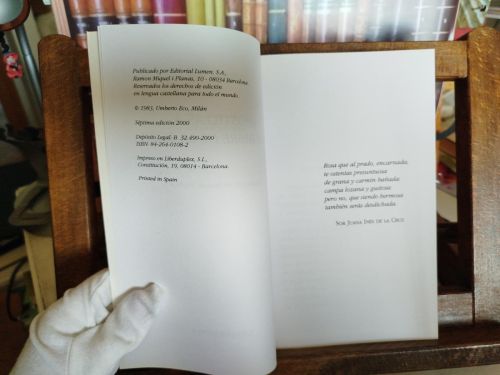 Publicado por Editorial Lumen, S.A.,
Ramon Miquel i Planas, 10 - 08034 Barcelona.
Reservados los derechos de edición
en lengua castellana para todo el mundo.
© 1983, Umberto Eco, Milán
Séptima edición: 2000
Depósito Legal: B. 32.490-2000
ISBN: 84-264-0108-2
Impreso en Liberduplex, S.L.,
Constitución, 19, 08014 - Barcelona.
Printed in Spain
Rosa que al prado, encarnada,
te ostentas presuntuosa
de grana y carmín bañada:
campa lozana y gustosa;
pero no, que siendo hermosa
también serás desdichada.
Sor Juana Inés de la Cruz